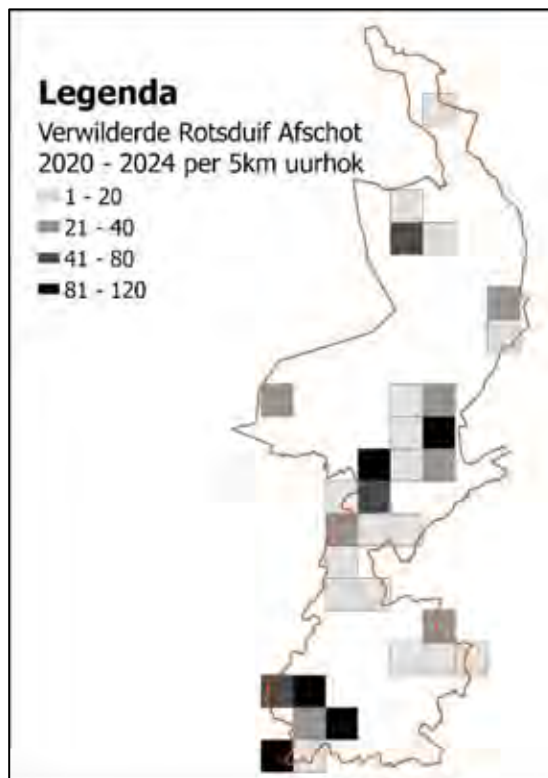 Legenda
Verwilderde Rotsduif Afschot
2020 - 2024 per 5km uurhok
1 - 20
21 - 40
41 - 80
81 - 120